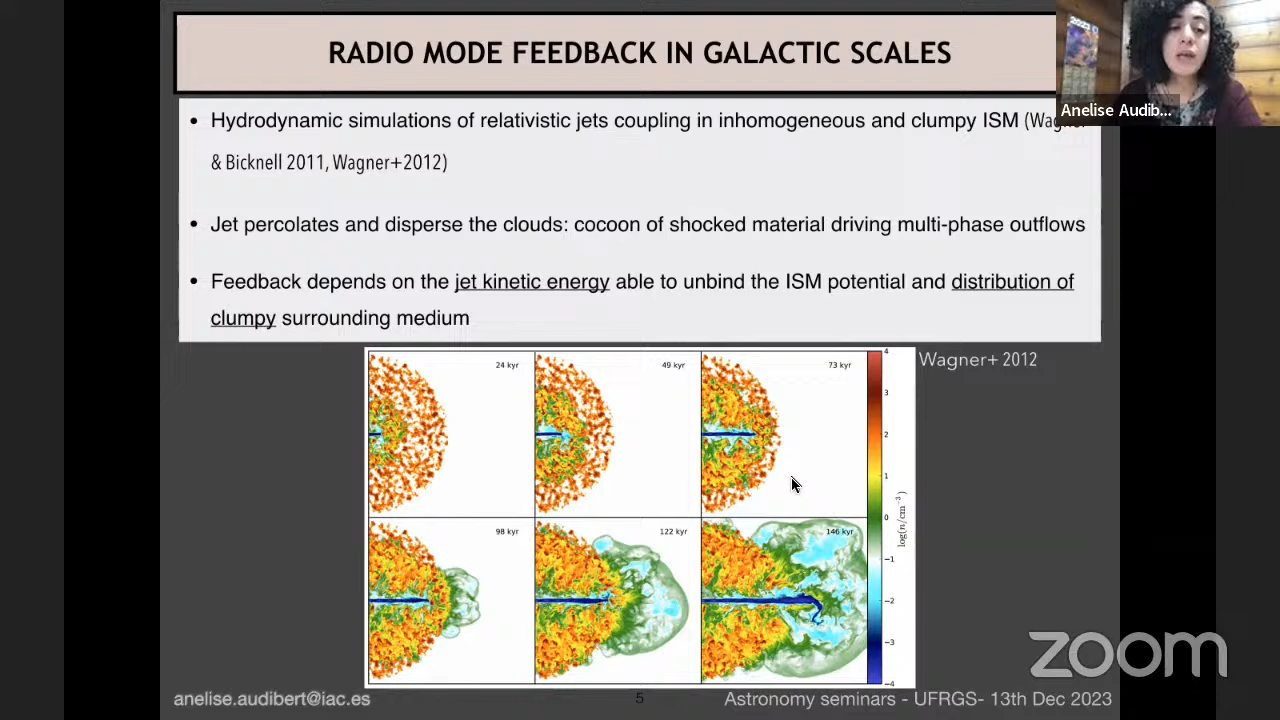 RADIO MODE FEEDBACK IN GALACTIC SCALES
Anelise Audib...
• Hydrodynamic simulations of relativistic jets coupling in inhomogeneous and clumpy ISM (Wagner
& Bicknell 2011, Wagner+2012)
• Jet percolates and disperse the clouds: cocoon of shocked material driving multi-phase outflows
• Feedback depends on the jet kinetic energy able to unbind the ISM potential and distribution of
clumpy surrounding medium
Wagner+ 2012
24 kyr
49 kyr
73 kyr
98 kyr
122 kyr
146 kyr
4
3
2
1
0
−1
−2
−3
−4
log(n/cm⁻³)
zoom
anelise.audibert@iac.es
5
Astronomy seminars - UFRGS- 13th Dec 2023